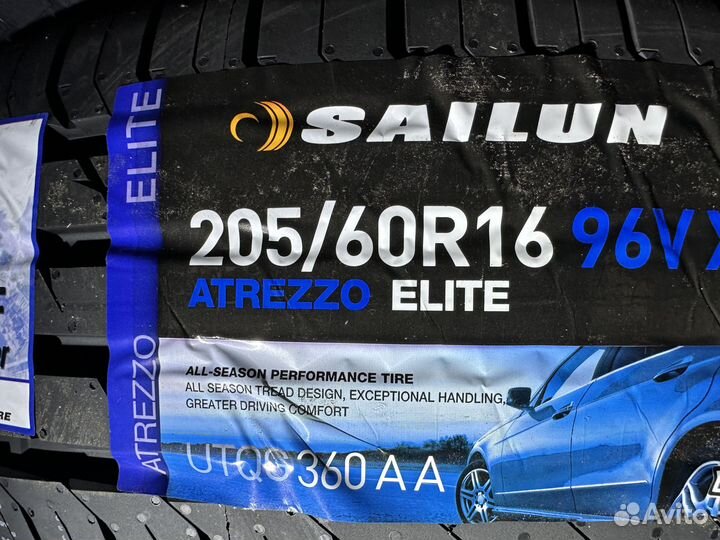 SAILUN
205/60R16 96V X
ATREZZO ELITE
ATREZZO ELITE
ALL-SEASON PERFORMANCE TIRE
ALL SEASON TREAD DESIGN, EXCEPTIONAL HANDLING,
GREATER DRIVING COMFORT
UTQG 360 A A
Avito